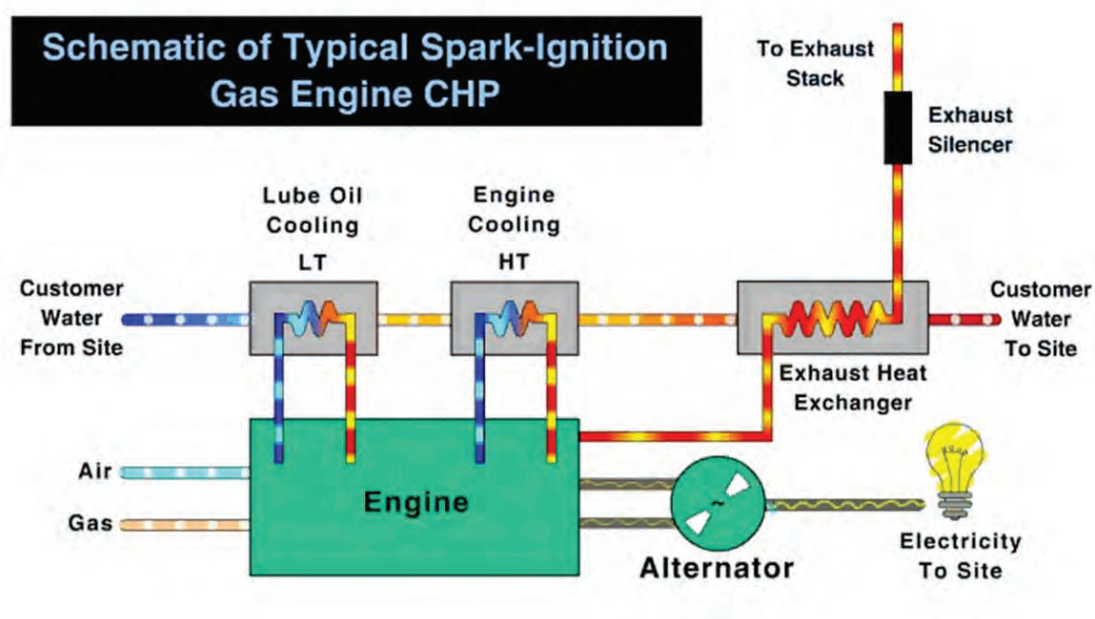 Schematic of Typical Spark-Ignition
Gas Engine CHP
To Exhaust
Stack
Exhaust
Silencer
Lube Oil
Cooling
LT
Engine
Cooling
HT
Customer
Water
From Site
Customer
Water
To Site
Exhaust Heat
Exchanger
Air
Gas
Engine
~
Alternator
Electricity
To Site